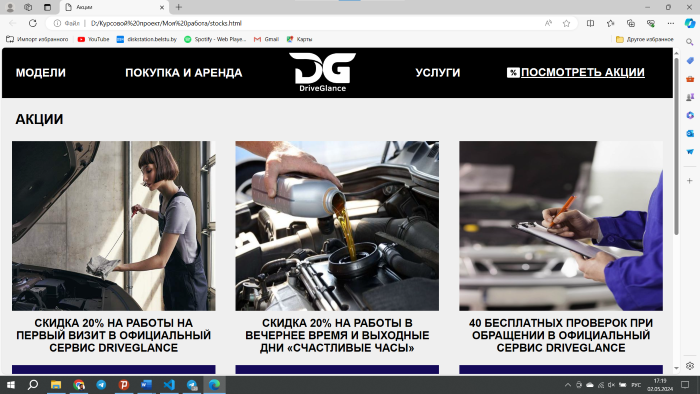 Акции
Файл
D:/Курсовой%20проект/Моя%20работа/stocks.html
Импорт избранного
YouTube
diskstation.belstu.by
Spotify - Web Playe...
Gmail
Карты
Другое избранное
МОДЕЛИ
ПОКУПКА И АРЕНДА
DG
DriveGlance
УСЛУГИ
% ПОСМОТРЕТЬ АКЦИИ
АКЦИИ
СКИДКА 20% НА РАБОТЫ НА
ПЕРВЫЙ ВИЗИТ В ОФИЦИАЛЬНЫЙ
СЕРВИС DRIVEGLANCE
СКИДКА 20% НА РАБОТЫ В
ВЕЧЕРНЕЕ ВРЕМЯ И ВЫХОДНЫЕ
ДНИ «СЧАСТЛИВЫЕ ЧАСЫ»
40 БЕСПЛАТНЫХ ПРОВЕРОК ПРИ
ОБРАЩЕНИИ В ОФИЦИАЛЬНЫЙ
СЕРВИС DRIVEGLANCE
РУС
17:19
02.05.2024